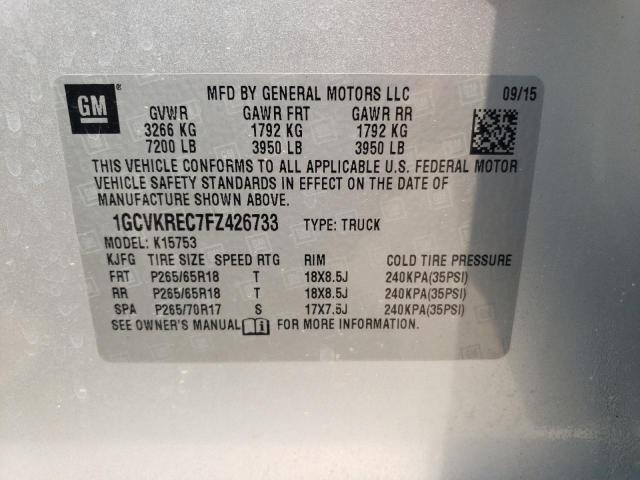 GM
MFD BY GENERAL MOTORS LLC 09/15
GVWR GAWR FRT GAWR RR
3266 KG 1792 KG 1792 KG
7200 LB 3950 LB 3950 LB
THIS VEHICLE CONFORMS TO ALL APPLICABLE U.S. FEDERAL MOTOR
VEHICLE SAFETY STANDARDS IN EFFECT ON THE DATE OF
MANUFACTURE SHOWN ABOVE.
1GCVKREC7FZ426733 TYPE: TRUCK
MODEL: K15753
KJFG TIRE SIZE SPEED RTG RIM COLD TIRE PRESSURE
FRT P265/65R18 T 18X8.5J 240KPA(35PSI)
RR P265/65R18 T 18X8.5J 240KPA(35PSI)
SPA P265/70R17 S 17X7.5J 240KPA(35PSI)
SEE OWNER'S MANUAL FOR MORE INFORMATION.